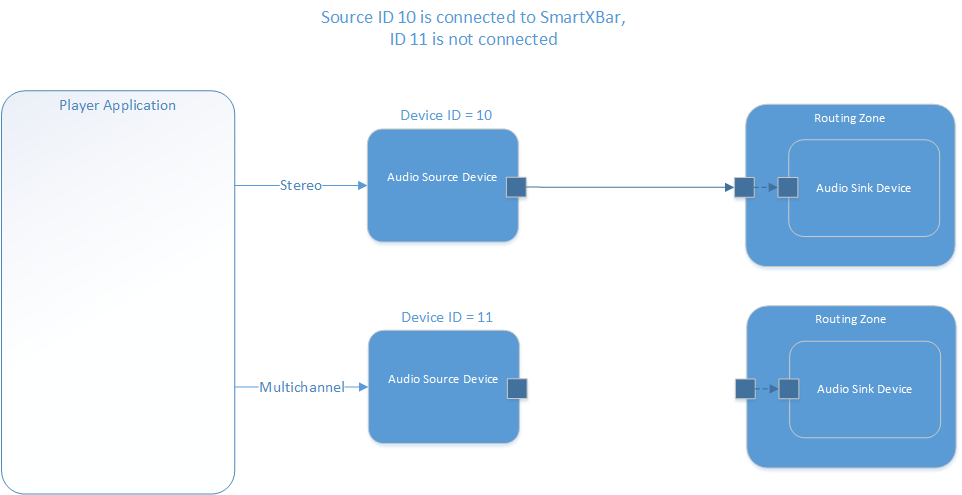 Source ID 10 is connected to SmartXBar,
ID 11 is not connected
Player Application
Device ID = 10
Routing Zone
Stereo
Audio Source Device
Audio Sink Device
Device ID = 11
Routing Zone
Multichannel
Audio Source Device
Audio Sink Device